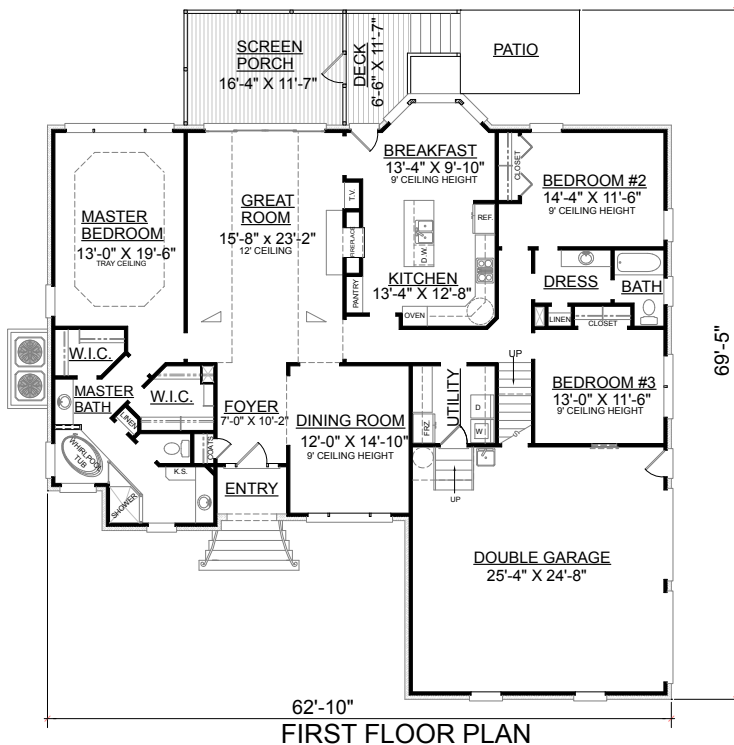 SCREEN
PORCH
16'-4" X 11'-7"
DECK
6'-6" X 11'-7"
PATIO
BREAKFAST
13'-4" X 9'-10"
9' CEILING HEIGHT
CLOSET
BEDROOM #2
14'-4" X 11'-6"
9' CEILING HEIGHT
MASTER
BEDROOM
13'-0" X 19'-6"
TRAY CEILING
GREAT
ROOM
15'-8" x 23'-2"
12' CEILING
T.V.
FIREPLACE
PANTRY
REF.
D.W.
KITCHEN
13'-4" X 12'-8"
OVEN
DRESS
BATH
LINEN
CLOSET
W.I.C.
MASTER
BATH
W.I.C.
LINEN
WHIRLPOOL
TUB
SHOWER
K.S.
COATS
FOYER
7'-0" X 10'-2"
ENTRY
DINING ROOM
12'-0" X 14'-10"
9' CEILING HEIGHT
UTILITY
FRZ.
D
W
UP
UP
BEDROOM #3
13'-0" X 11'-6"
9' CEILING HEIGHT
DOUBLE GARAGE
25'-4" X 24'-8"
69'-5"
62'-10"
FIRST FLOOR PLAN